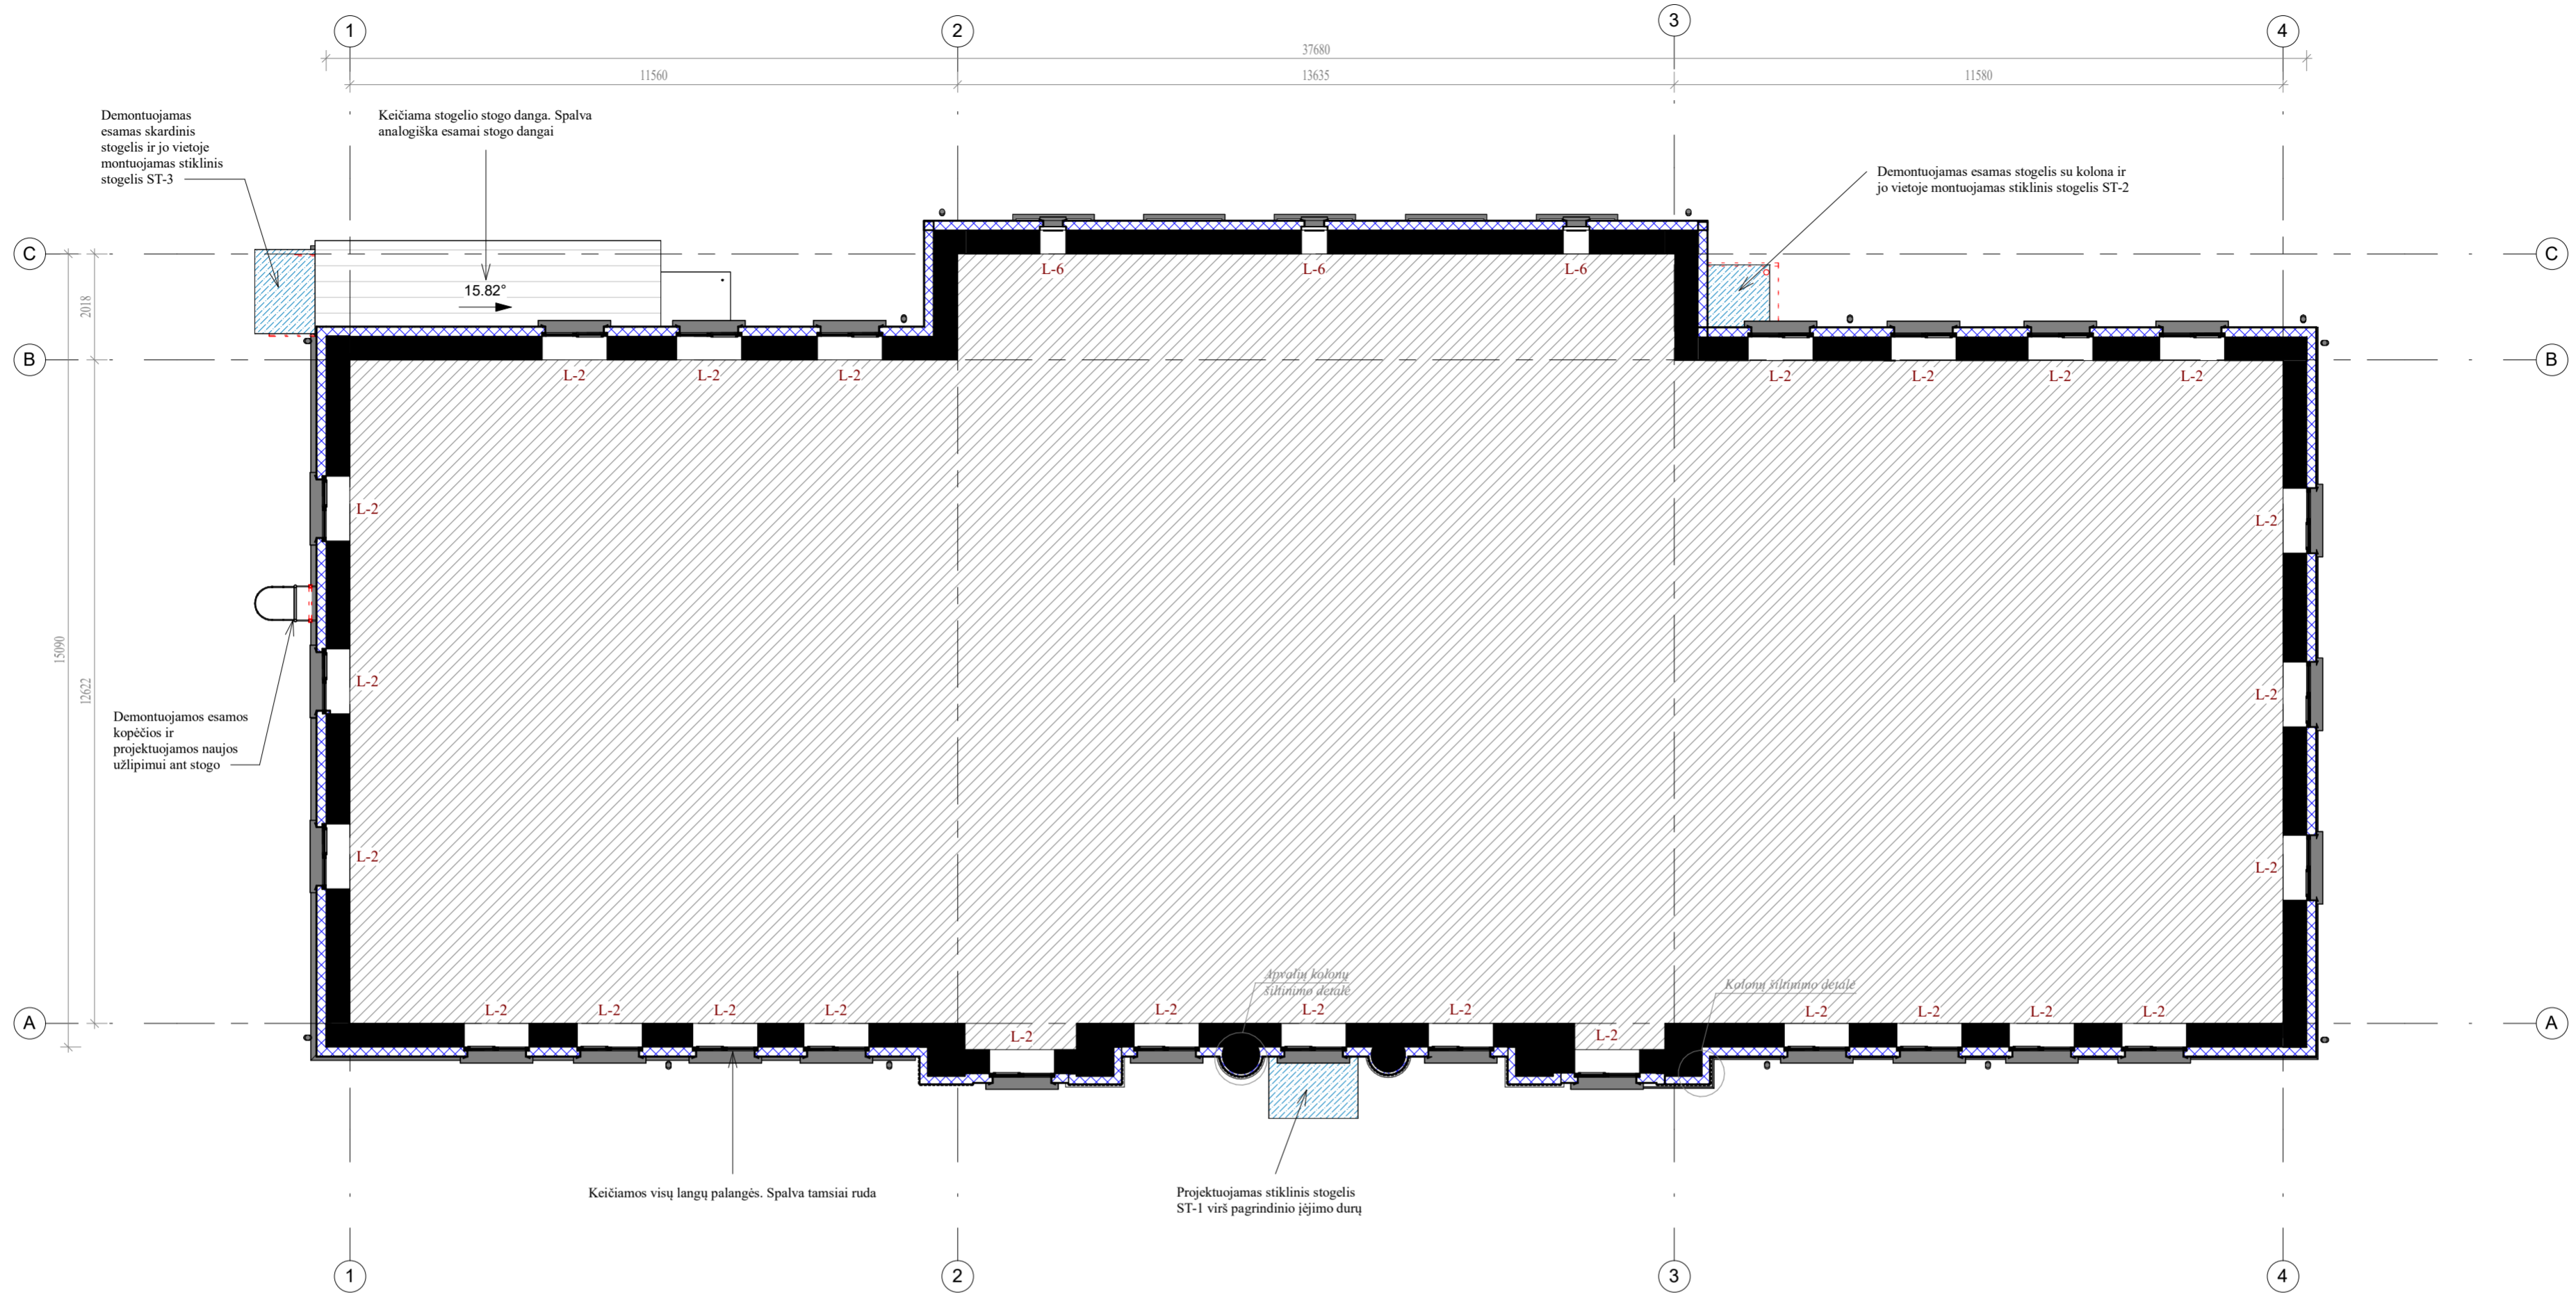 1
2
3
4
37680
11560
13635
11580
Demontuojamas
esamas skardinis
stogelis ir jo vietoje
montuojamas stiklinis
stogelis ST-3
Keičiama stogelio stogo danga. Spalva
analogiška esamai stogo dangai
Demontuojamas esamas stogelis su kolona ir
jo vietoje montuojamas stiklinis stogelis ST-2
C
C
L-6
L-6
L-6
15.82°
2018
B
B
L-2
L-2
L-2
L-2
L-2
L-2
L-2
L-2
L-2
15090
12622
L-2
L-2
Demontuojamos esamos
kopėčios ir
projektuojamos naujos
užlipimui ant stogo
L-2
L-2
Apvalių kolonų
šiltinimo detalė
Kolonų šiltinimo detalė
A
A
L-2
L-2
L-2
L-2
L-2
L-2
L-2
L-2
L-2
L-2
L-2
L-2
L-2
Keičiamos visų langų palangės. Spalva tamsiai ruda
Projektuojamas stiklinis stogelis
ST-1 virš pagrindinio įėjimo durų
1
2
3
4